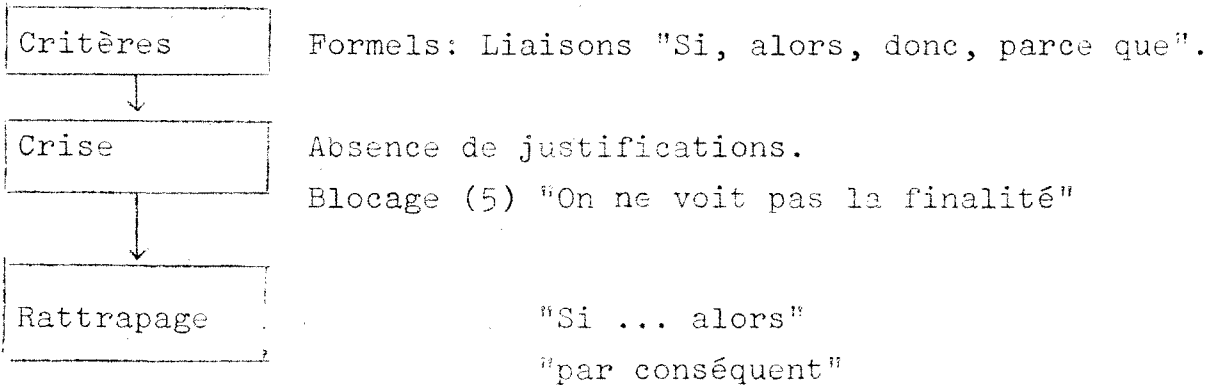 Critères Formels: Liaisons "Si, alors, donc, parce que".
Crise Absence de justifications.
Blocage (5) "On ne voit pas la finalité"
Rattrapage "Si ... alors"
"par conséquent"